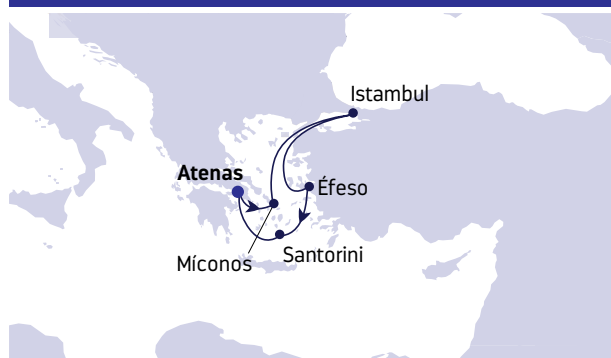 Istambul
Atenas
Éfeso
Míconos
Santorini